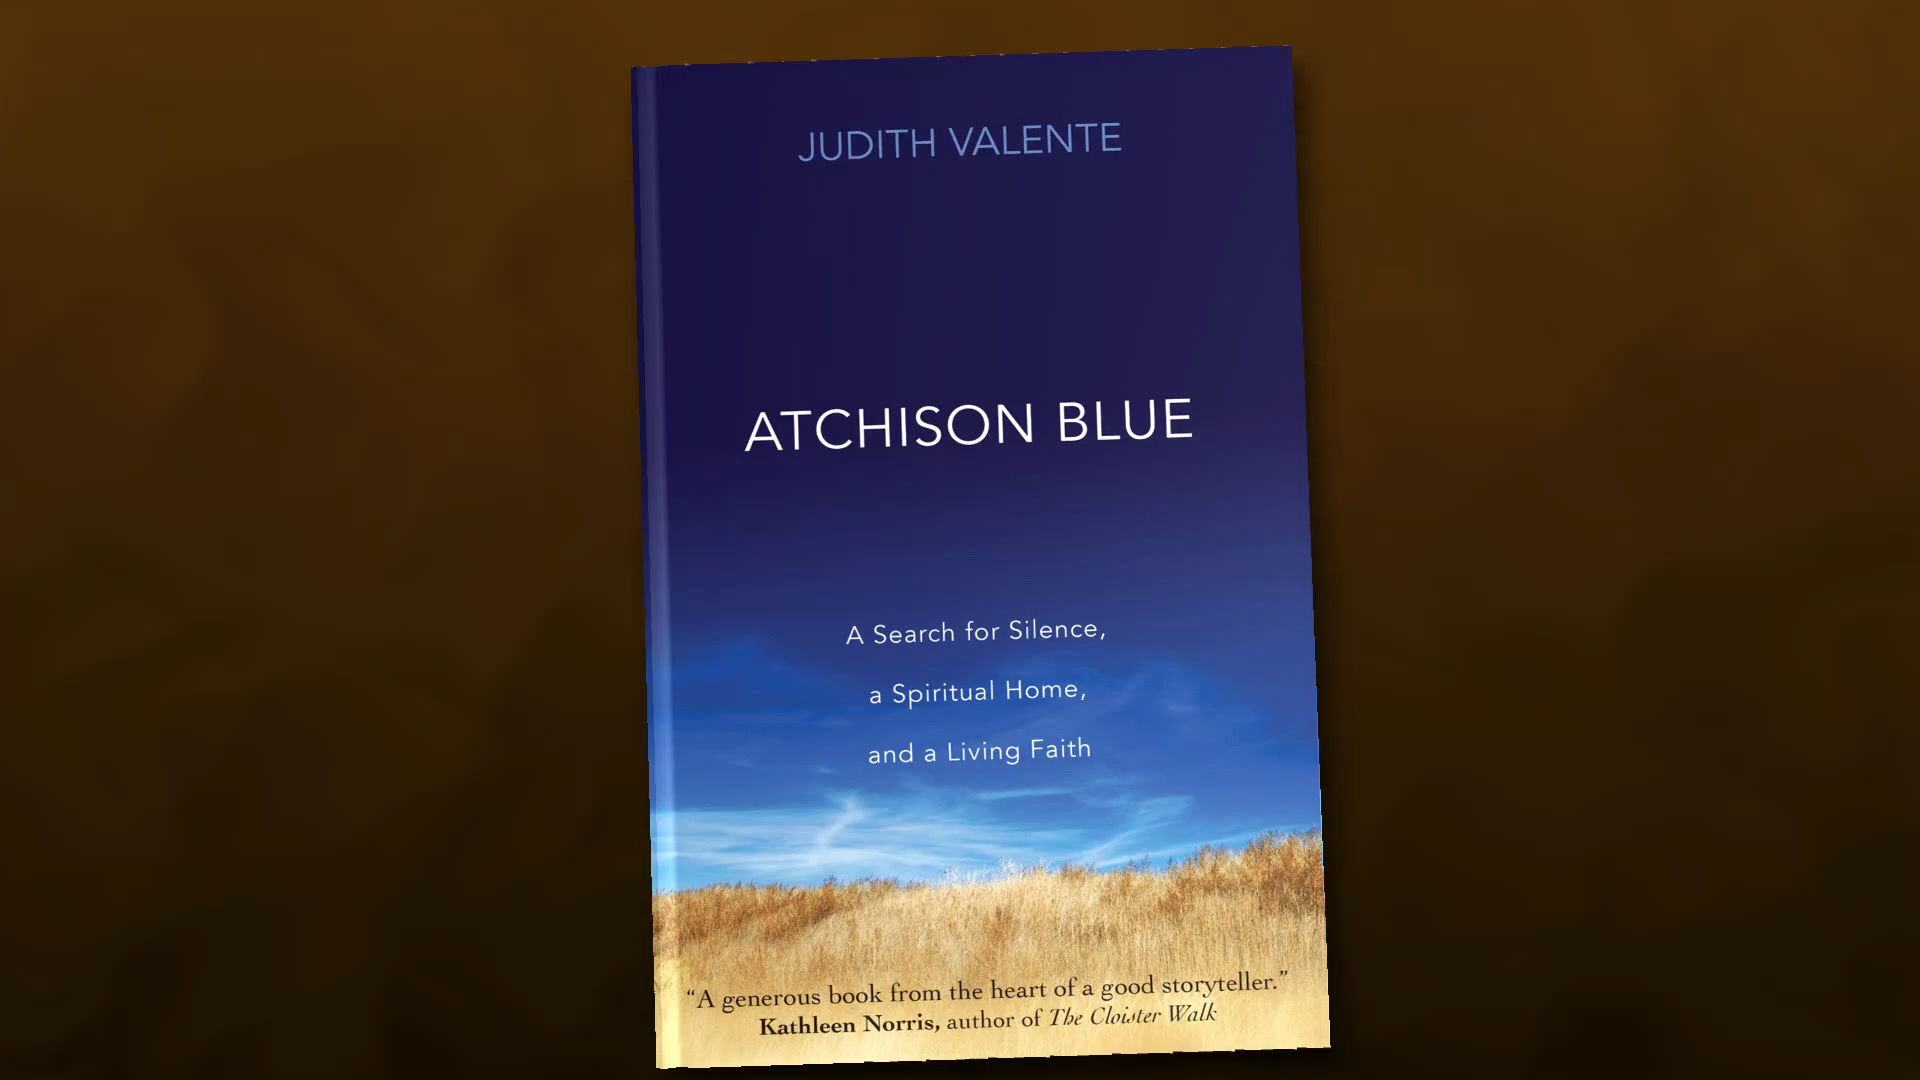 JUDITH VALENTE
ATCHISON BLUE
A Search for Silence,
a Spiritual Home,
and a Living Faith
“A generous book from the heart of a good storyteller.”
Kathleen Norris, author of The Cloister Walk